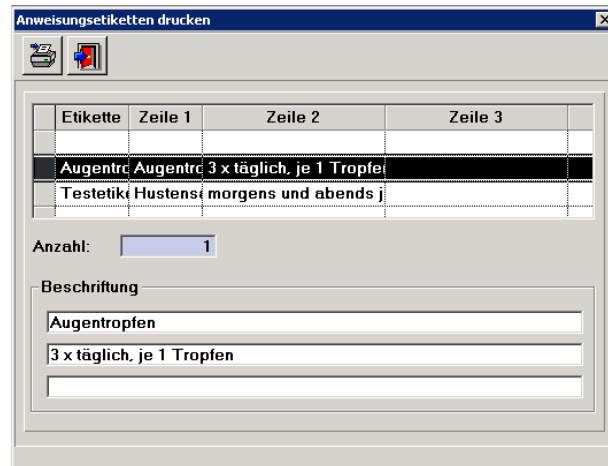 Anweisungsetiketten drucken
Etikette Zeile 1 Zeile 2 Zeile 3
Augentro Augentro 3 x täglich, je 1 Tropfe
Testetike Hustensa morgens und abends j
Anzahl: 1
Beschriftung
Augentropfen
3 x täglich, je 1 Tropfen